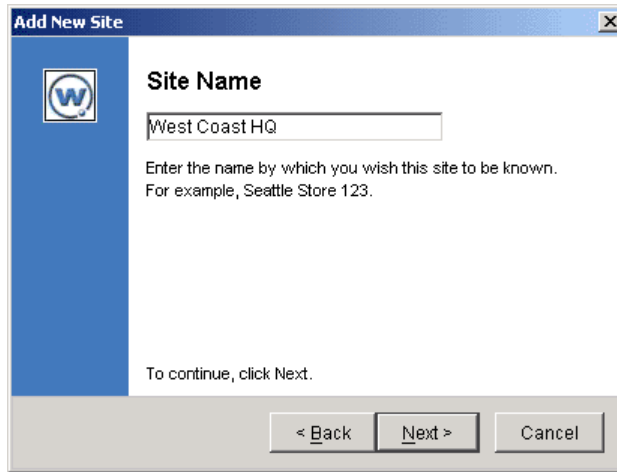 Add New Site
W
Site Name
West Coast HQ
Enter the name by which you wish this site to be known.
For example, Seattle Store 123.
To continue, click Next.
< Back
Next >
Cancel